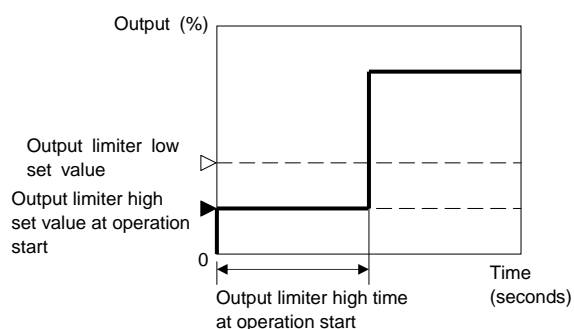 Output (%)
Output limiter low
set value
Output limiter high
set value at operation
start
0
Time
(seconds)
Output limiter high time
at operation start